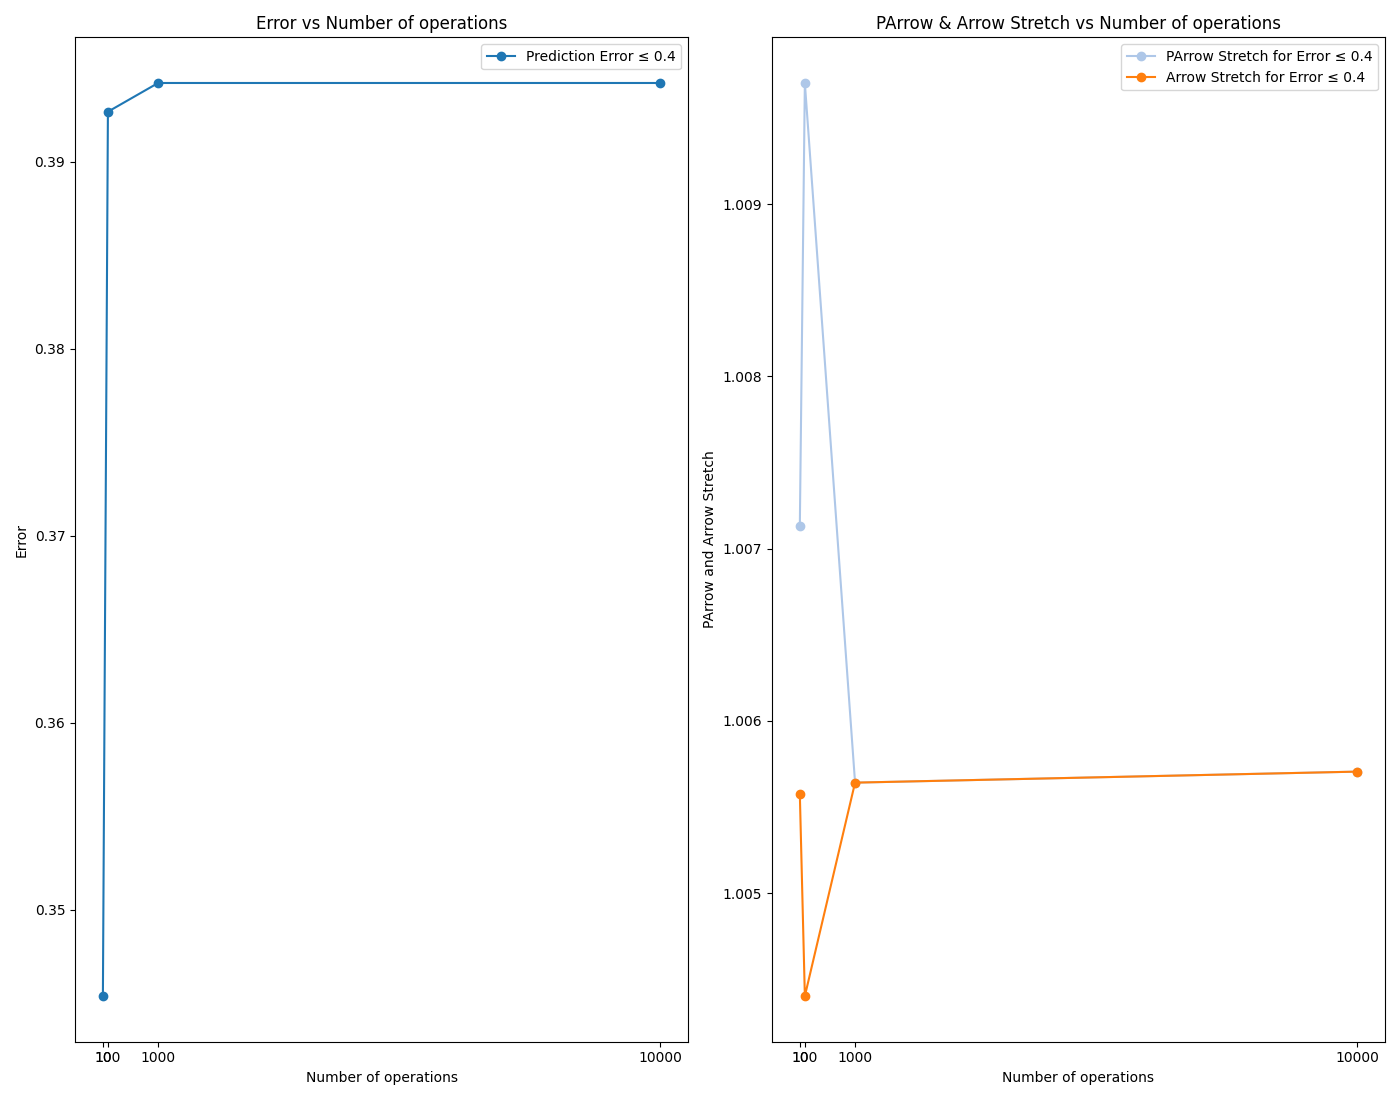 Error vs Number of operations
Prediction Error ≤ 0.4
0.39
0.38
0.37
0.36
0.35
Error
10
100
1000
10000
Number of operations
PArrow & Arrow Stretch vs Number of operations
PArrow Stretch for Error ≤ 0.4
Arrow Stretch for Error ≤ 0.4
1.009
1.008
1.007
1.006
1.005
PArrow and Arrow Stretch
10
100
1000
10000
Number of operations